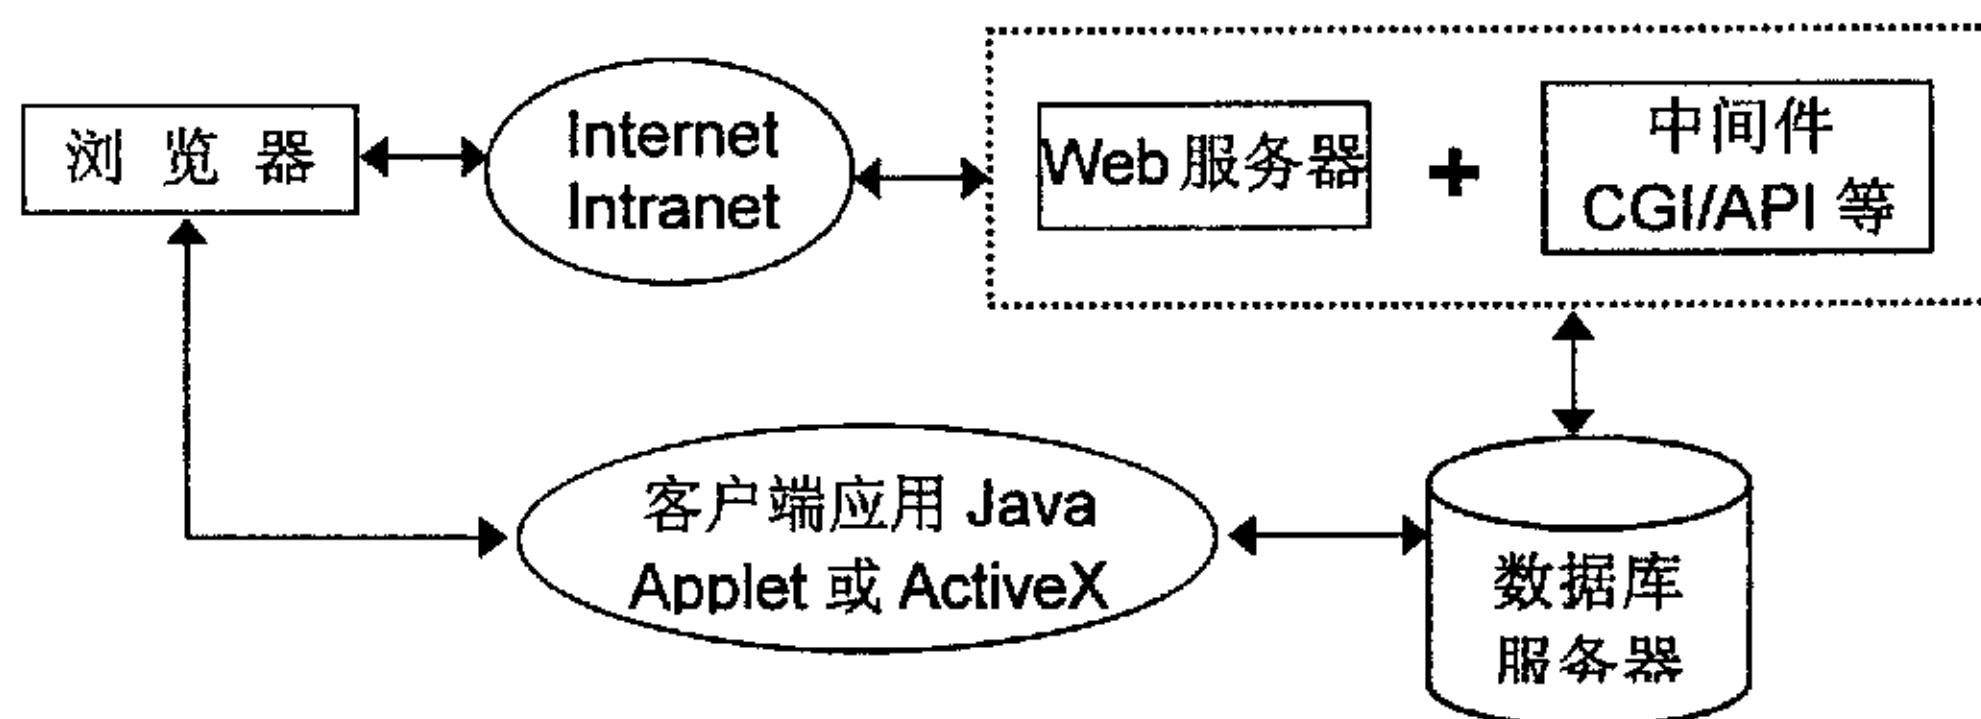 浏 览 器
Internet
Intranet
Web 服务器
+
中间件
CGI/API 等
客户端应用 Java
Applet 或 ActiveX
数据库
服务器